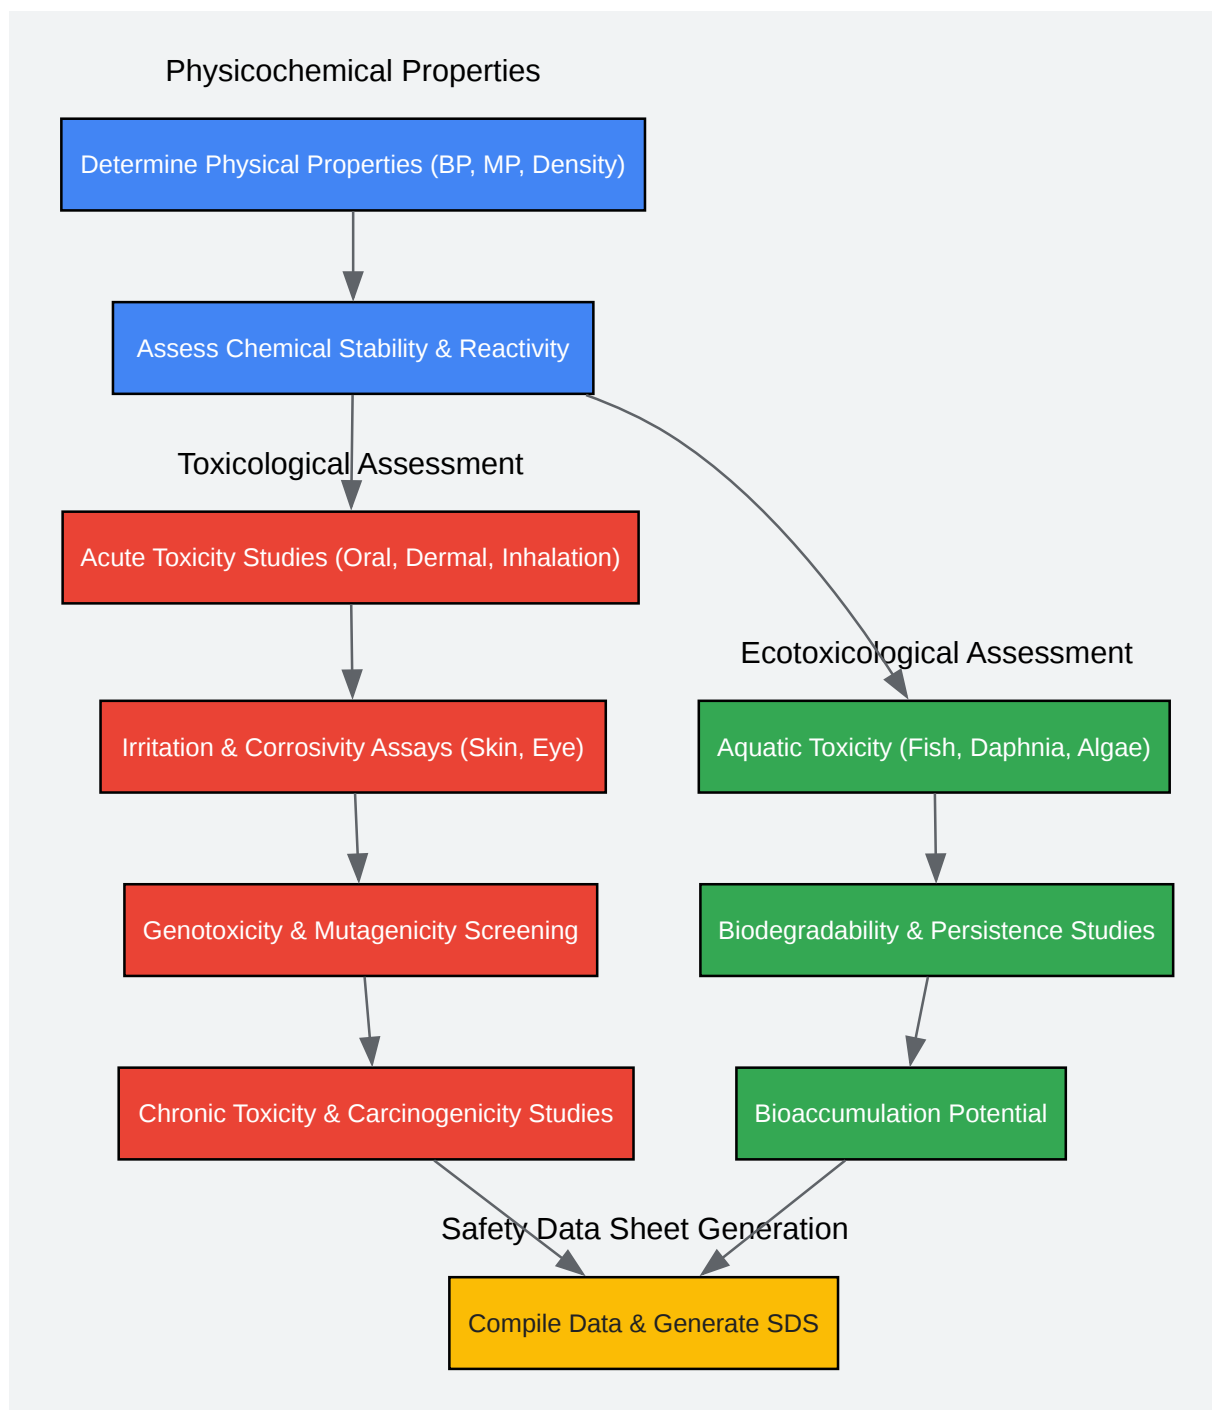 Physicochemical Properties
Determine Physical Properties (BP, MP, Density)
Assess Chemical Stability & Reactivity
Toxicological Assessment
Acute Toxicity Studies (Oral, Dermal, Inhalation)
Irritation & Corrosivity Assays (Skin, Eye)
Genotoxicity & Mutagenicity Screening
Chronic Toxicity & Carcinogenicity Studies
Ecotoxicological Assessment
Aquatic Toxicity (Fish, Daphnia, Algae)
Biodegradability & Persistence Studies
Bioaccumulation Potential
Safety Data Sheet Generation
Compile Data & Generate SDS